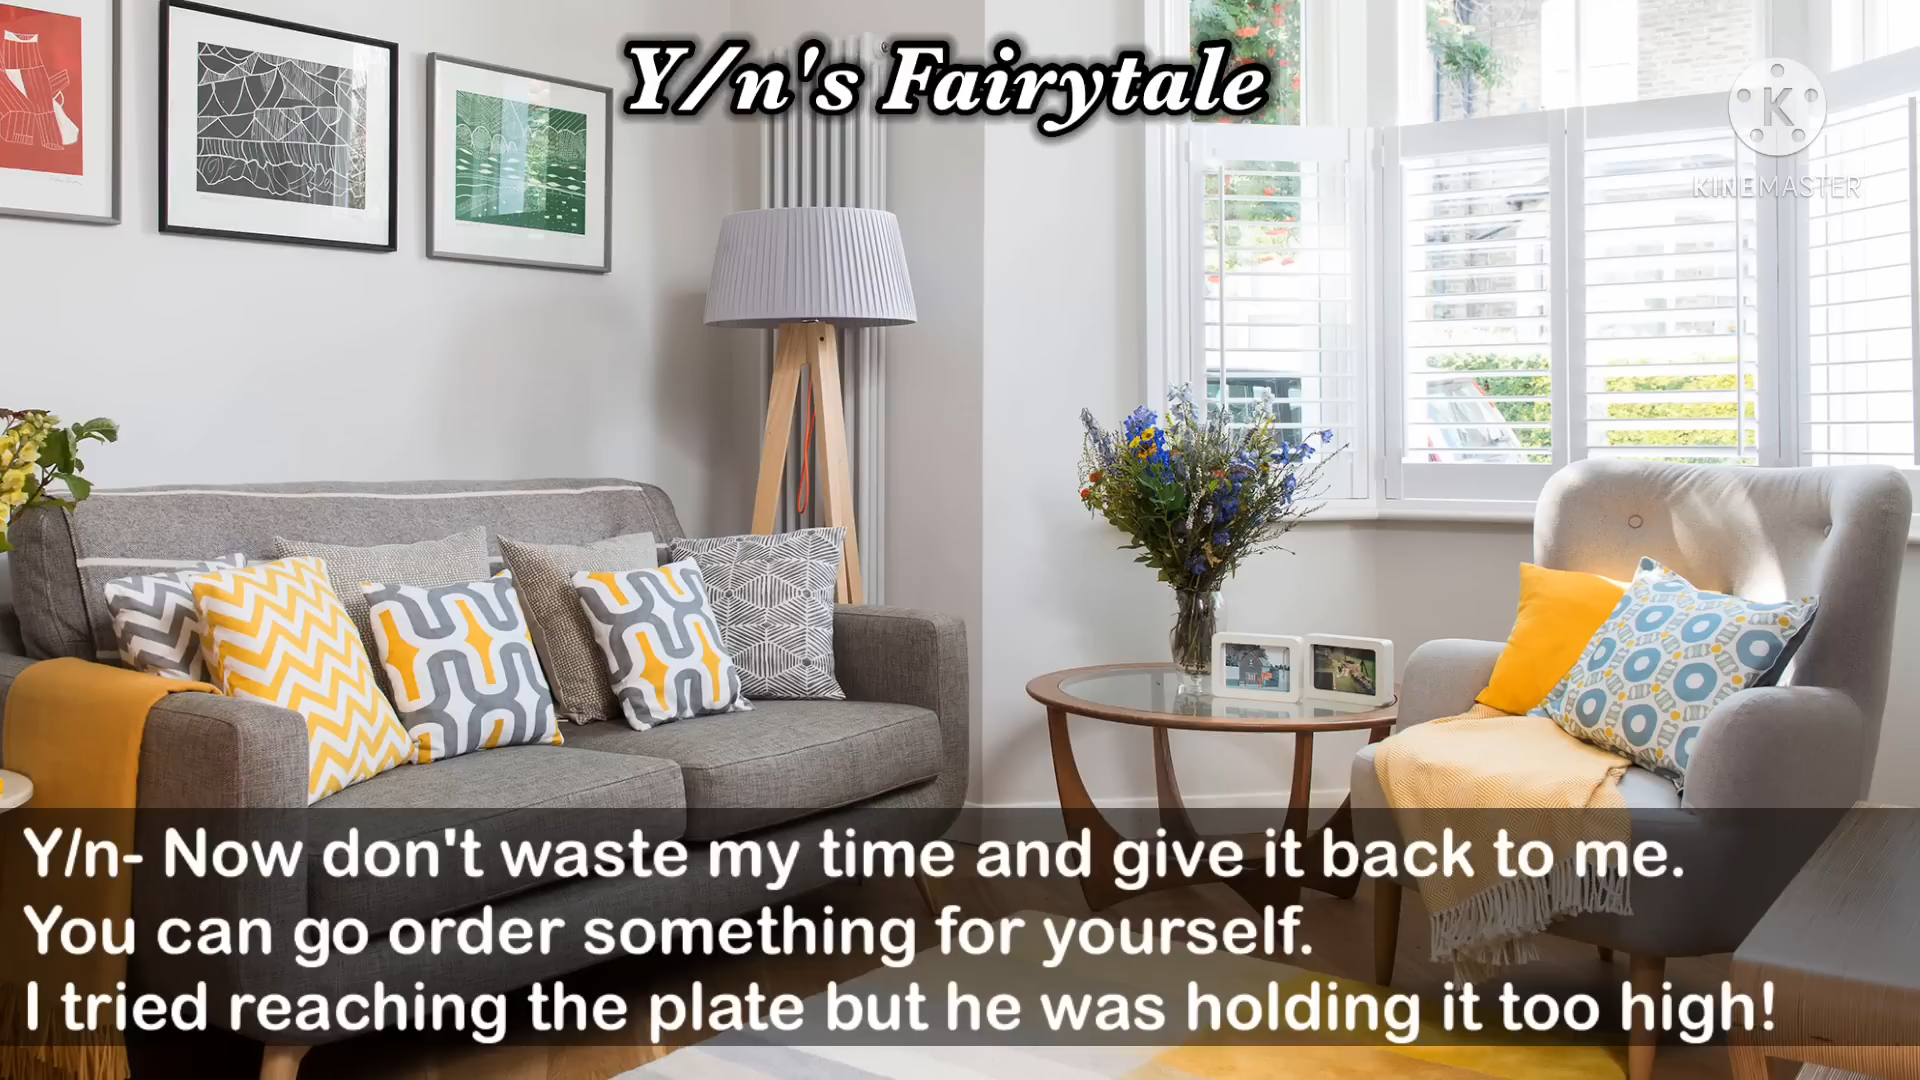 Y/n's Fairytale
K
KINEMASTER
Y/n- Now don't waste my time and give it back to me.
You can go order something for yourself.
I tried reaching the plate but he was holding it too high!